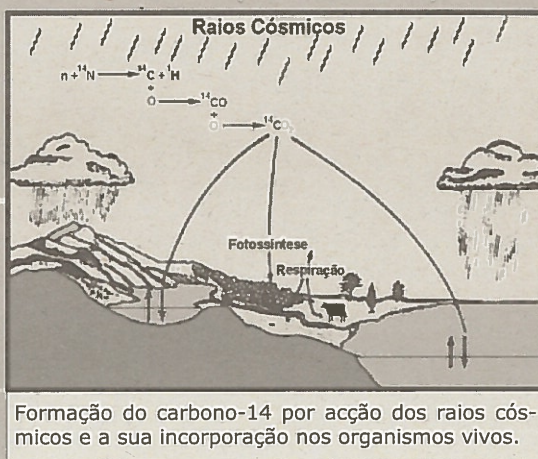 Raios Cósmicos
n+¹⁴N → ¹⁴C + ¹H
+
O → ¹⁴CO
+
O → ¹⁴CO₂
Fotossintese
Respiração
Formação do carbono-14 por acção dos raios cós-
micos e a sua incorporação nos organismos vivos.